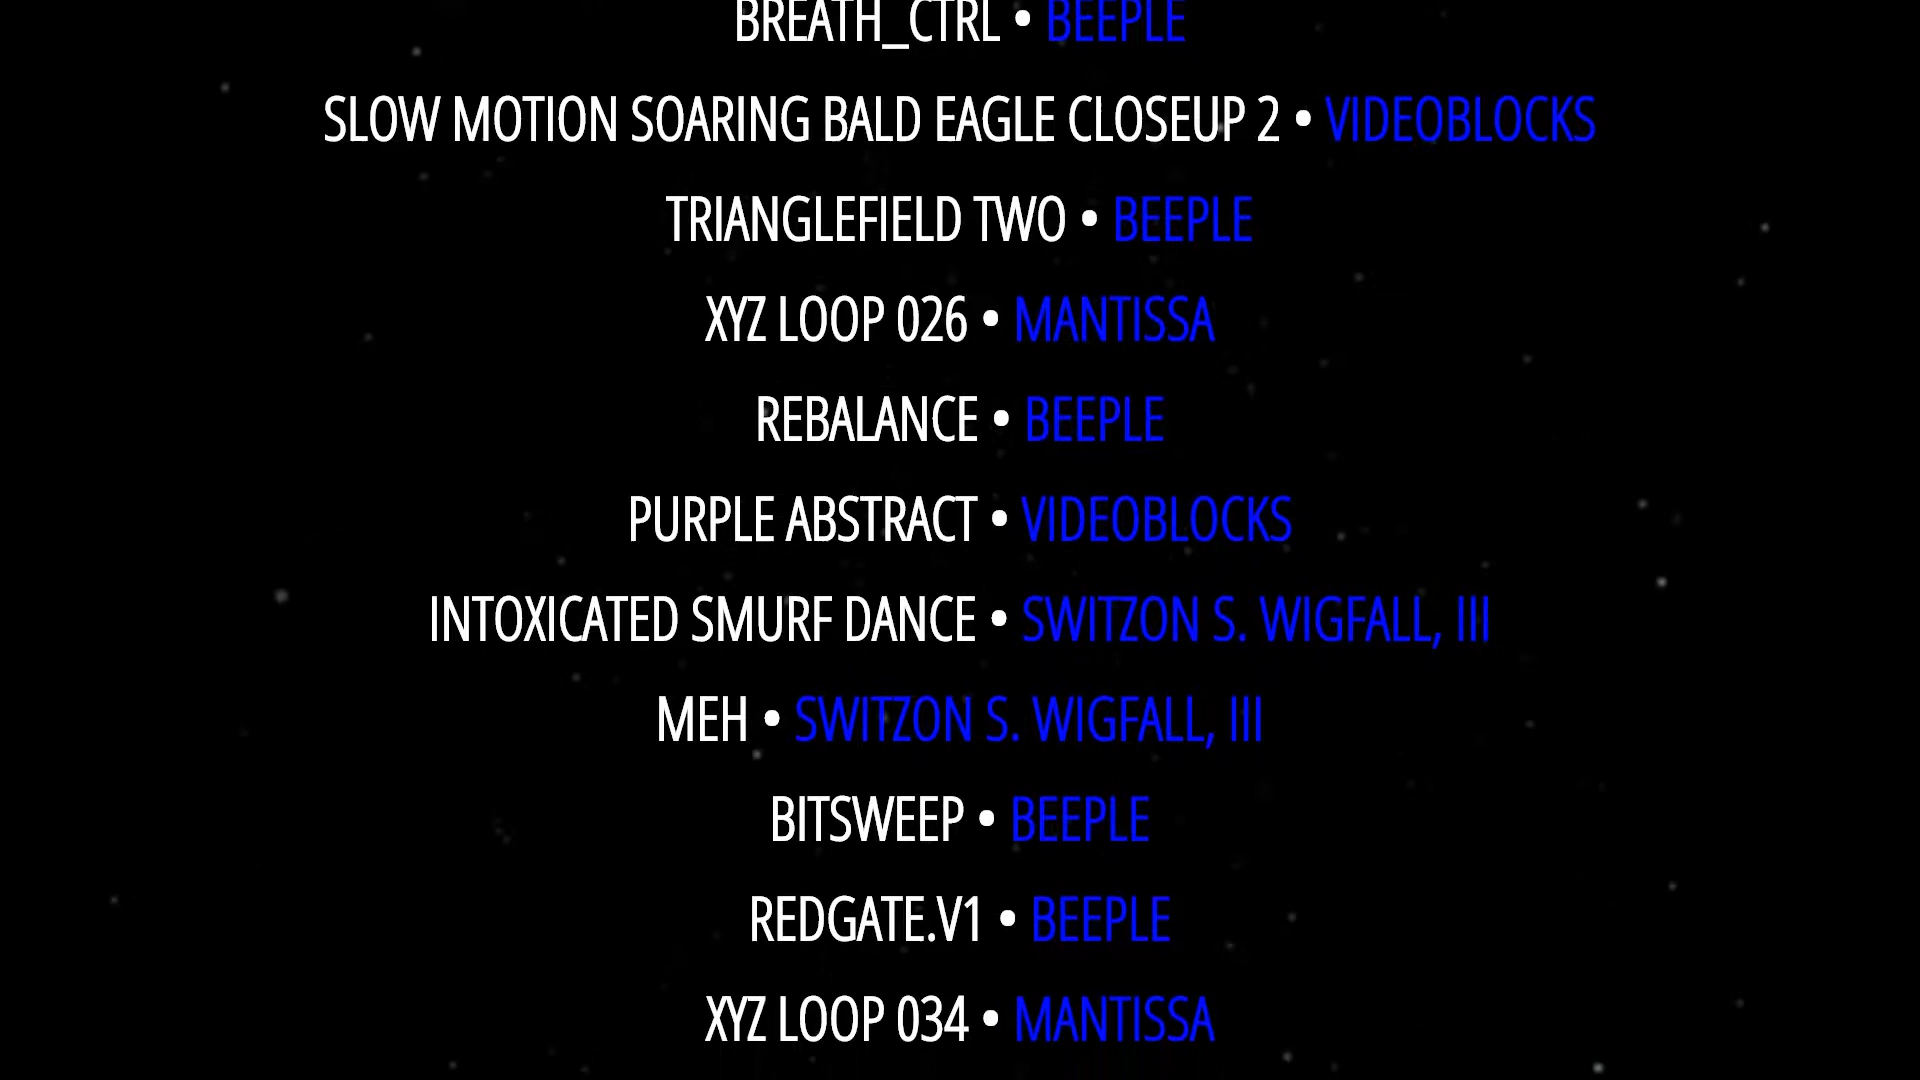 BREATH_CTRL • BEEPLE
SLOW MOTION SOARING BALD EAGLE CLOSEUP 2 • VIDEOBLOCKS
TRIANGLEFIELD TWO • BEEPLE
XYZ LOOP 026 • MANTISSA
REBALANCE • BEEPLE
PURPLE ABSTRACT • VIDEOBLOCKS
INTOXICATED SMURF DANCE • SWITZON S. WIGFALL, III
MEH • SWITZON S. WIGFALL, III
BITSWEEP • BEEPLE
REDGATE.V1 • BEEPLE
XYZ LOOP 034 • MANTISSA